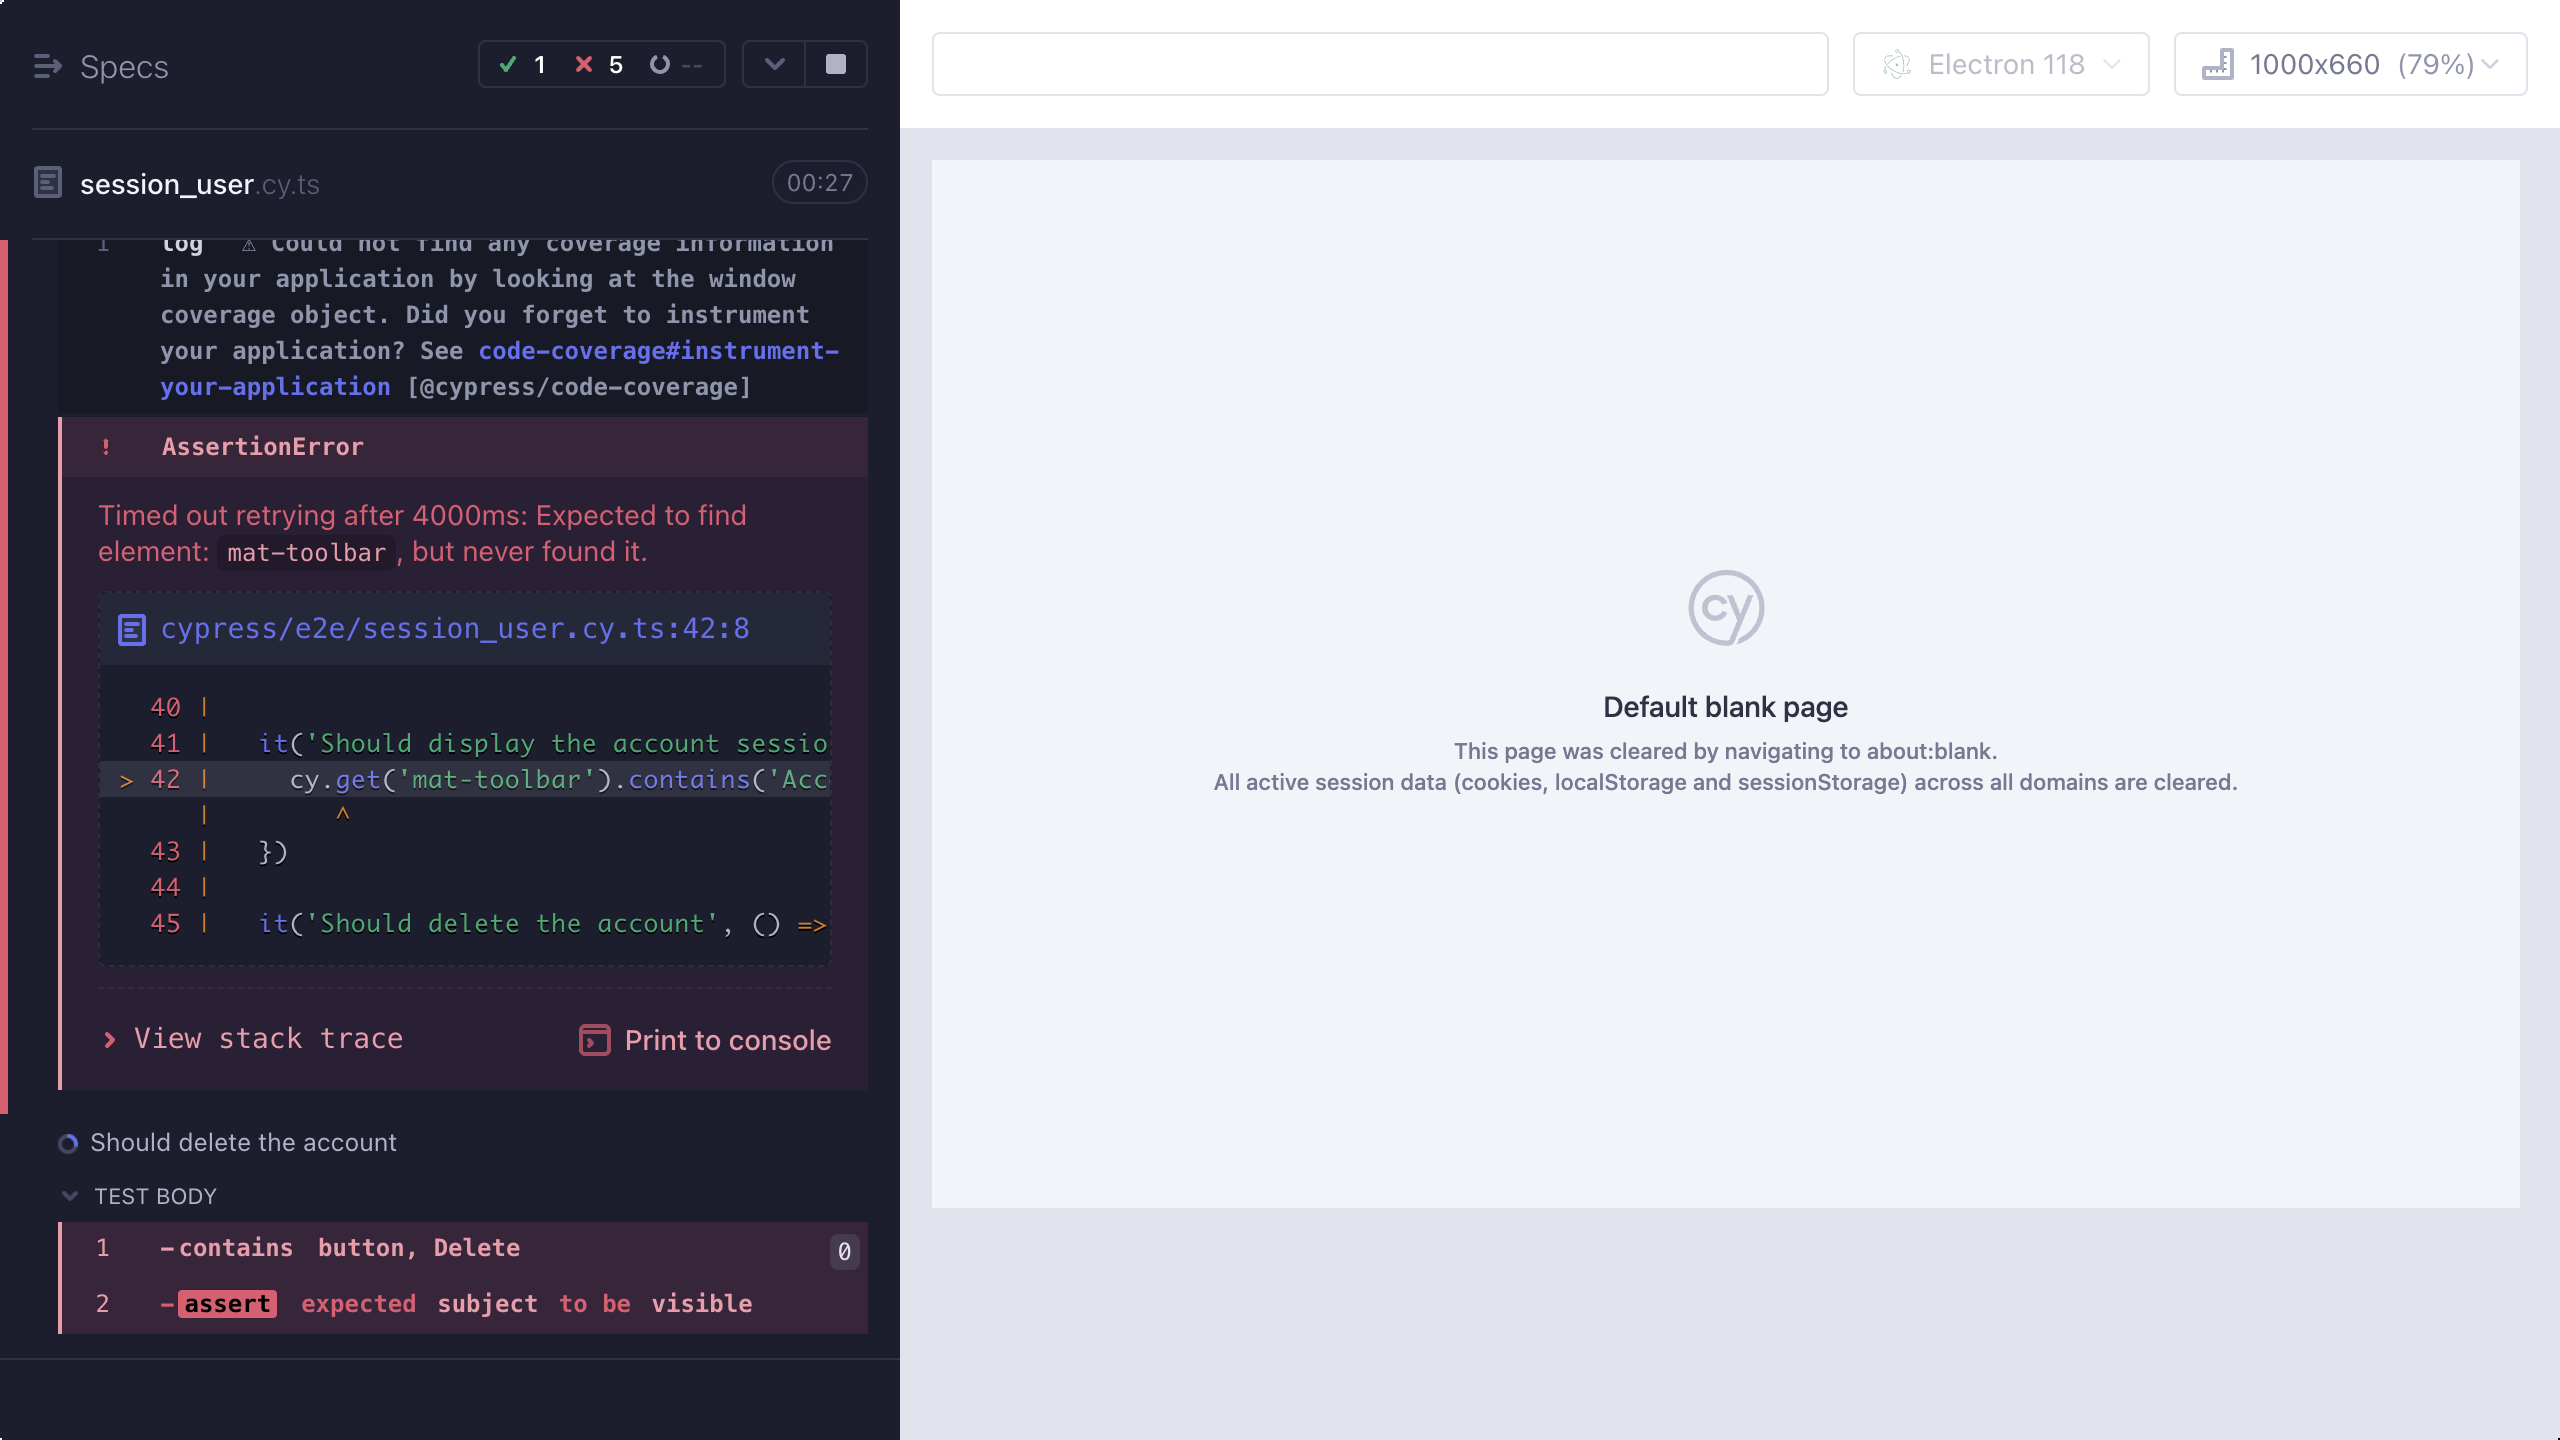 Specs
1 5 --
session_user.cy.ts 00:27
1 log ⚠ Could not find any coverage information
in your application by looking at the window
coverage object. Did you forget to instrument
your application? See code-coverage#instrument-
your-application [@cypress/code-coverage]
! AssertionError
Timed out retrying after 4000ms: Expected to find
element: mat-toolbar, but never found it.
cypress/e2e/session_user.cy.ts:42:8
40 |
41 | it('Should display the account sessio
> 42 | cy.get('mat-toolbar').contains('Acc
| ^
43 | })
44 |
45 | it('Should delete the account', () =>
View stack trace
Print to console
Should delete the account
TEST BODY
1 -contains button, Delete 0
2 -assert expected subject to be visible
Electron 118
1000x660 (79%)
cy
Default blank page
This page was cleared by navigating to about:blank.
All active session data (cookies, localStorage and sessionStorage) across all domains are cleared.